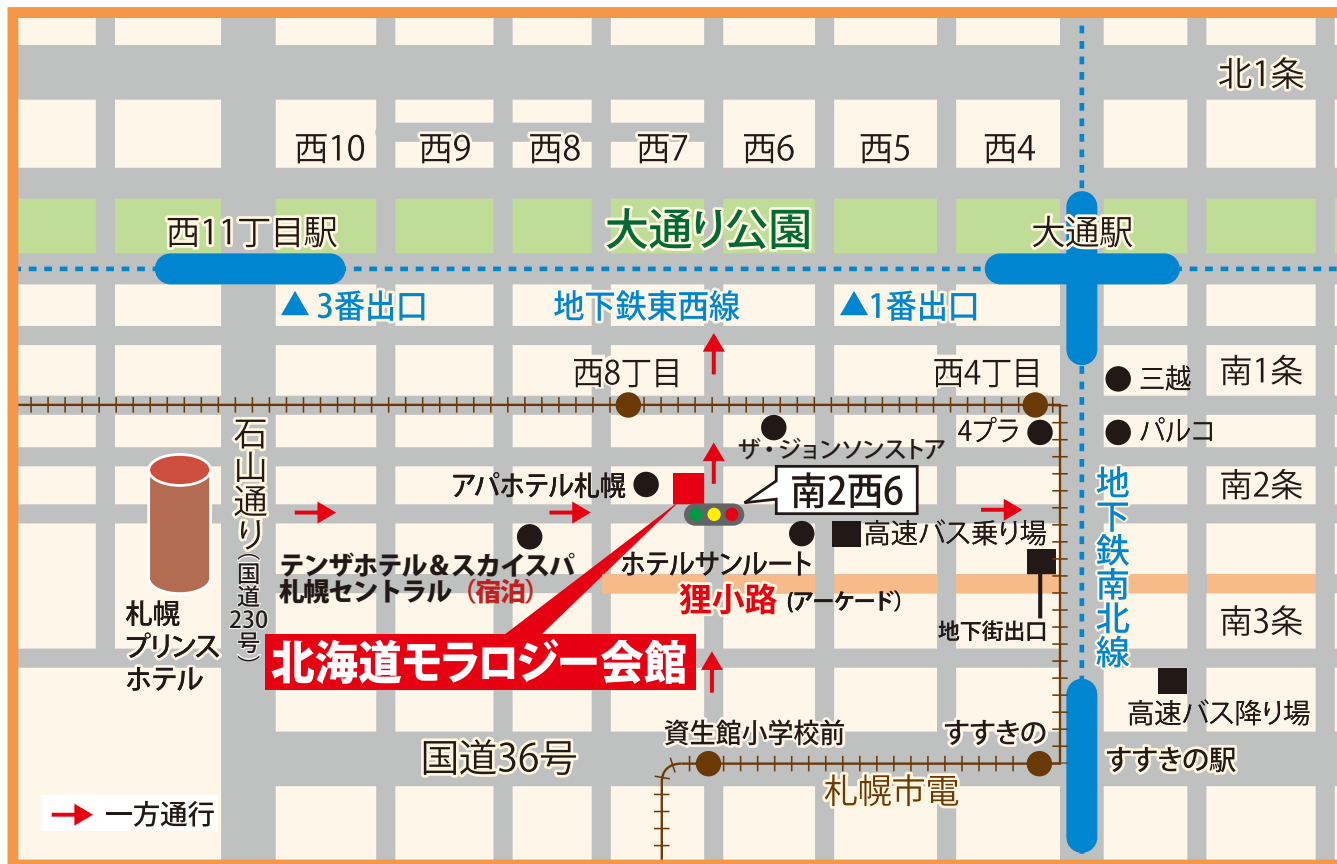 北1条
西10
西9
西8
西7
西6
西5
西4
西11丁目駅
大通り公園
大通駅
▲3番出口
地下鉄東西線
▲1番出口
西8丁目
西4丁目
三越
南1条
石山通り
(国道230号)
ザ・ジョンソンストア
4プラ
パルコ
アパホテル札幌
南2西6
南2条
地下鉄南北線
高速バス乗り場
テンザホテル&スカイスパ
札幌セントラル(宿泊)
ホテルサンルート
狸小路(アーケード)
札幌
プリンス
ホテル
地下街出口
南3条
北海道モラロジー会館
高速バス降り場
資生館小学校前
すすきの
すすきの駅
国道36号
札幌市電
一方通行